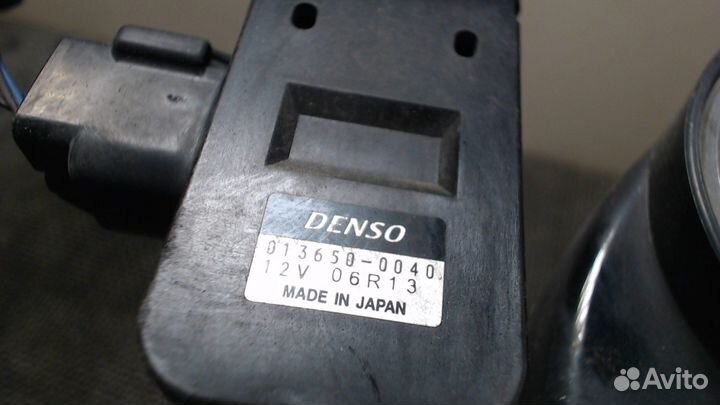 DENSO
013650-0040
12V 06R13
MADE IN JAPAN
Avito